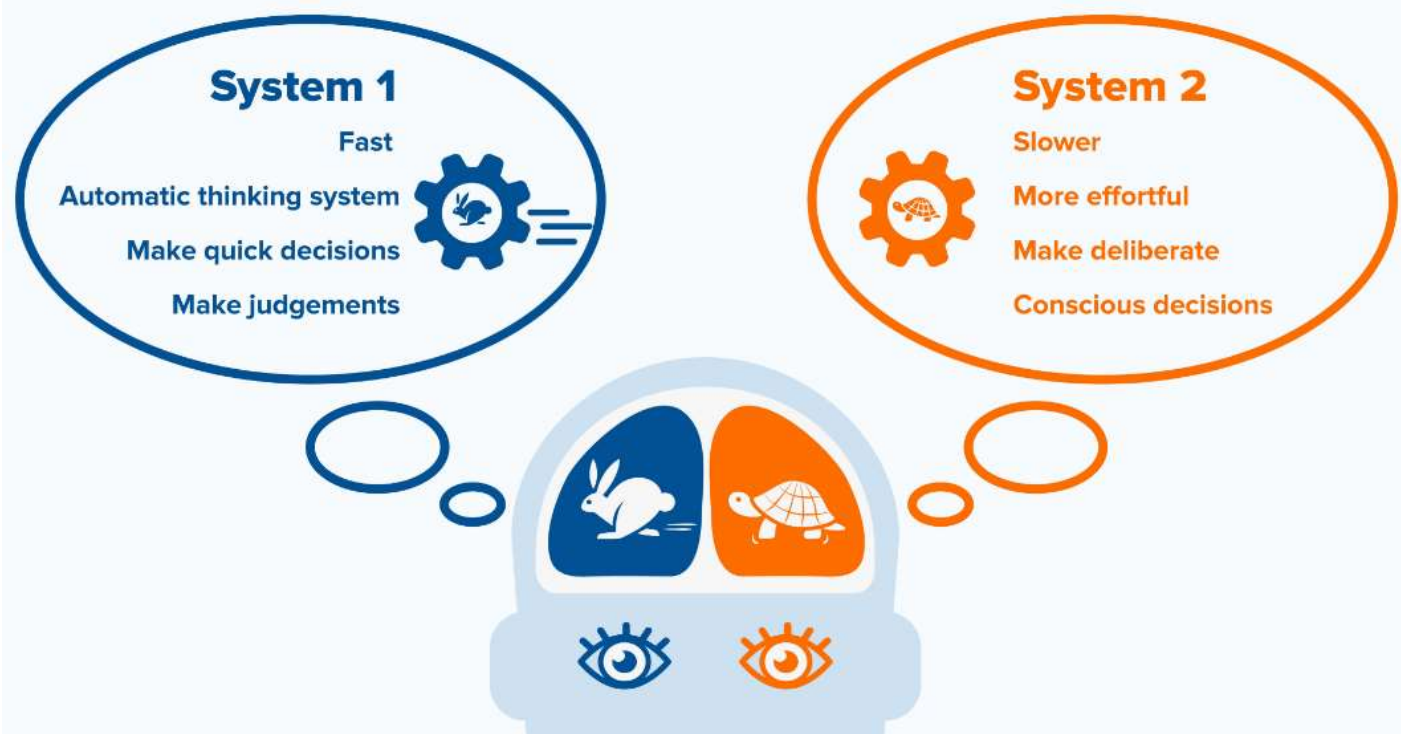 System 1
Fast
Automatic thinking system
Make quick decisions
Make judgements
System 2
Slower
More effortful
Make deliberate
Conscious decisions